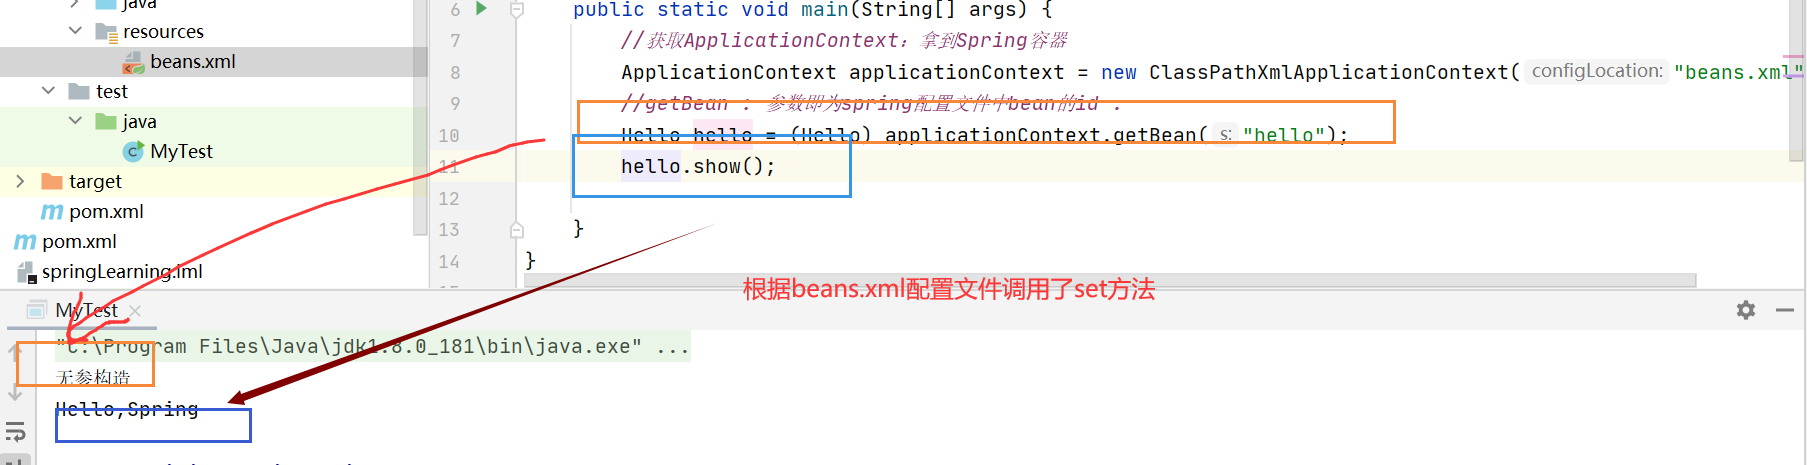 java
resources
beans.xml
test
java
MyTest
target
pom.xml
pom.xml
springLearning.iml
6 public static void main(String[] args) {
7 //获取ApplicationContext：拿到Spring容器
8 ApplicationContext applicationContext = new ClassPathXmlApplicationContext( configLocation: "beans.xml"
9 //getBean : 参数即为spring配置文件中bean的id .
10 Hello hello = (Hello) applicationContext.getBean( s: "hello");
11 hello.show();
12
13 }
14 }
根据beans.xml配置文件调用了set方法
MyTest
"C:\Program Files\Java\jdk1.8.0_181\bin\java.exe" ...
无参构造
Hello,Spring